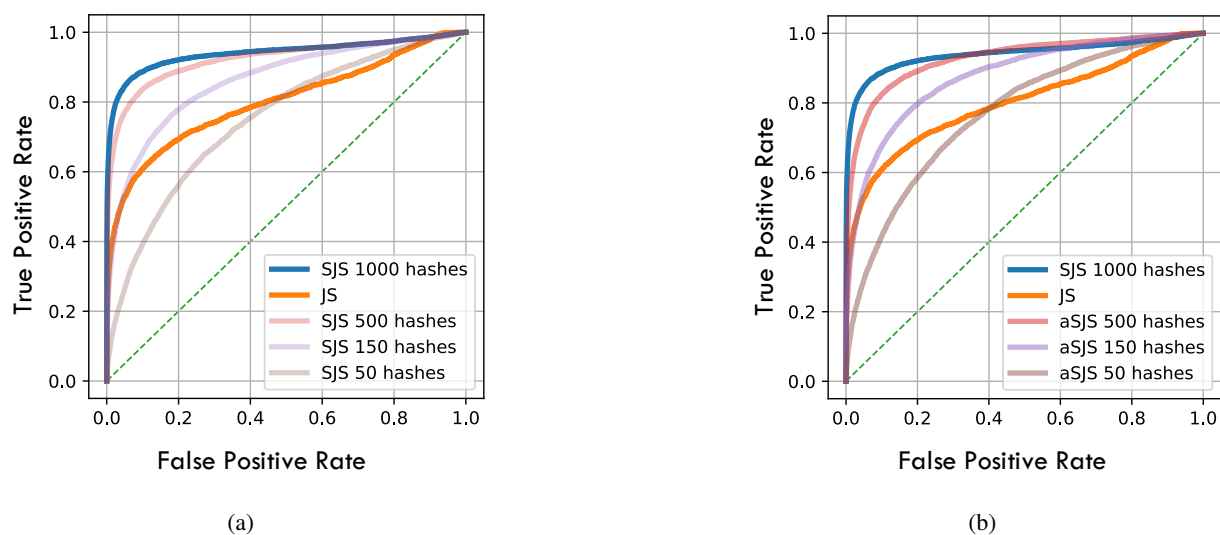 1.0
0.8
0.6
0.4
0.2
0.0
True Positive Rate
SJS 1000 hashes
JS
SJS 500 hashes
SJS 150 hashes
SJS 50 hashes
0.0 0.2 0.4 0.6 0.8 1.0
False Positive Rate
(a)
1.0
0.8
0.6
0.4
0.2
0.0
True Positive Rate
SJS 1000 hashes
JS
aSJS 500 hashes
aSJS 150 hashes
aSJS 50 hashes
0.0 0.2 0.4 0.6 0.8 1.0
False Positive Rate
(b)